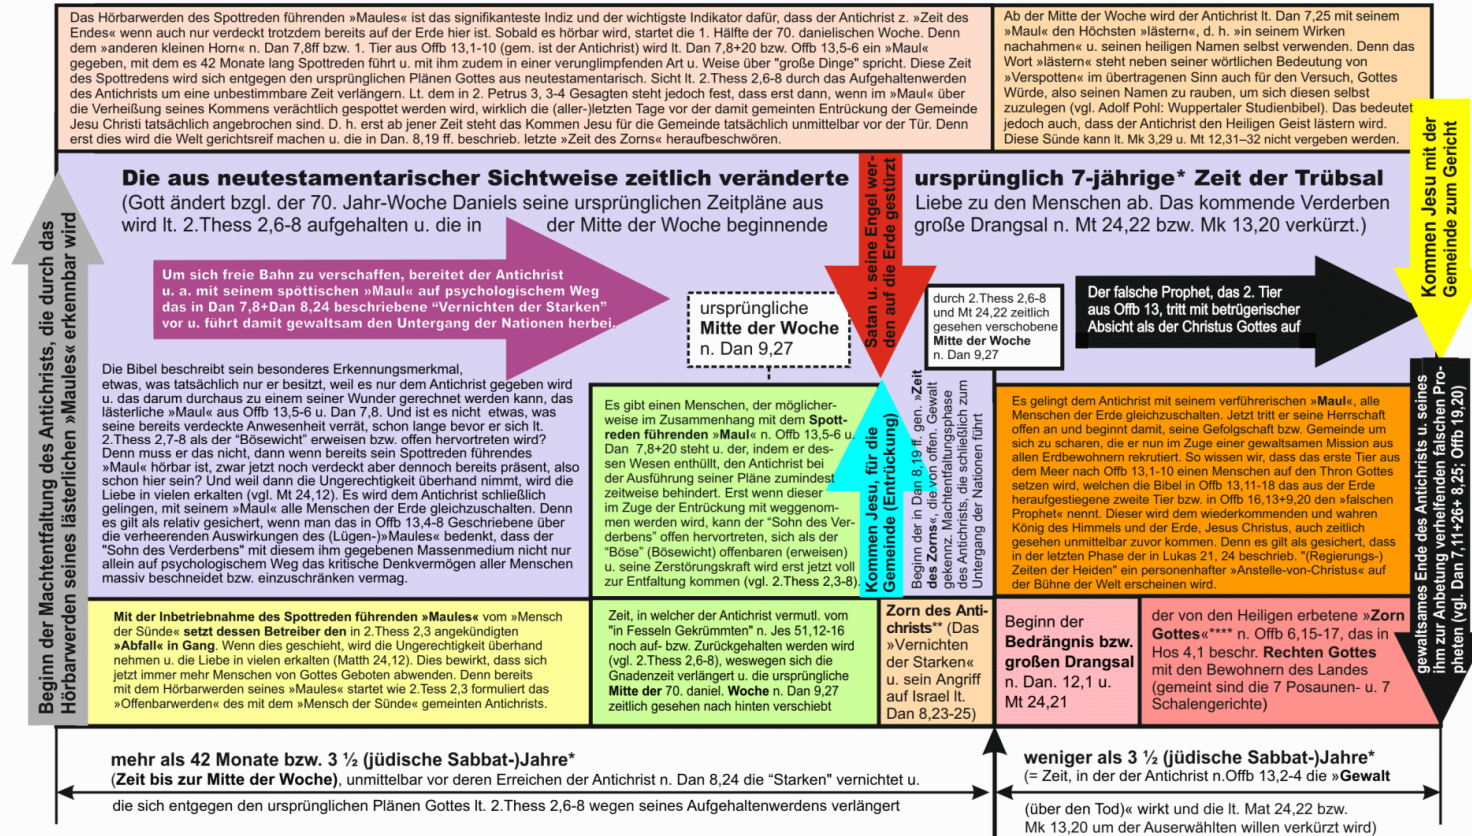 Das Hörbarwerden des Spottreden führenden »Maules« ist das signifikanteste Indiz und der wichtigste Indikator dafür, dass der Antichrist z. »Zeit des
Endes« wenn auch nur verdeckt trotzdem bereits auf der Erde hier ist. Sobald es hörbar wird, startet die 1. Hälfte der 70. danielischen Woche. Denn
dem »anderen kleinen Horn« n. Dan 7,8ff bzw. 1. Tier aus Offb 13,1-10 (gem. ist der Antichrist) wird lt. Dan 7,8+20 bzw. Offb 13,5-6 ein »Maul«
gegeben, mit dem es 42 Monate lang Spottreden führt u. mit ihm zudem in einer verunglimpfenden Art u. Weise über "große Dinge" spricht. Diese Zeit
des Spottredens wird sich entgegen den ursprünglichen Plänen Gottes aus neutestamentarisch. Sicht lt. 2.Thess 2,6-8 durch das Aufgehaltenwerden
des Antichrists um eine unbestimmbare Zeit verlängern. Lt. dem in 2. Petrus 3, 3-4 Gesagten steht jedoch fest, dass erst dann, wenn im »Maul« über
die Verheißung seines Kommens verächtlich gespottet werden wird, wirklich die (aller-)letzten Tage vor der damit gemeinten Entrückung der Gemeinde
Jesu Christi tatsächlich angebrochen sind. D. h. erst ab jener Zeit steht das Kommen Jesu für die Gemeinde tatsächlich unmittelbar vor der Tür. Denn
erst dies wird die Welt gerichtsreif machen u. die in Dan. 8,19 ff. beschrieb. letzte »Zeit des Zorns« heraufbeschwören.
Ab der Mitte der Woche wird der Antichrist lt. Dan 7,25 mit seinem
»Maul« den Höchsten »lästern«, d. h. »in seinem Wirken
nachahmen« u. seinen heiligen Namen selbst verwenden. Denn das
Wort »lästern« steht neben seiner wörtlichen Bedeutung von
»Verspotten« im übertragenen Sinn auch für den Versuch, Gottes
Würde, also seinen Namen zu rauben, um sich diesen selbst
zuzulegen (vgl. Adolf Pohl: Wuppertaler Studienbibel). Das bedeutet
jedoch auch, dass der Antichrist den Heiligen Geist lästern wird.
Diese Sünde kann lt. Mk 3,29 u. Mt 12,31–32 nicht vergeben werden.
Beginn der Machtentfaltung des Antichrists, die durch das
Hörbarwerden seines lästerlichen »Maules« erkennbar wird
Die aus neutestamentarischer Sichtweise zeitlich veränderte
(Gott ändert bzgl. der 70. Jahr-Woche Daniels seine ursprünglichen Zeitpläne aus
wird lt. 2.Thess 2,6-8 aufgehalten u. die in der Mitte der Woche beginnende
ursprünglich 7-jährige* Zeit der Trübsal
Liebe zu den Menschen ab. Das kommende Verderben
große Drangsal n. Mt 24,22 bzw. Mk 13,20 verkürzt.)
Satan u. seine Engel wer-
den auf die Erde gestürzt
Kommen Jesu mit der
Gemeinde zum Gericht
Um sich freie Bahn zu verschaffen, bereitet der Antichrist
u. a. mit seinem spöttischen »Maul« auf psychologischem Weg
das in Dan 7,8+Dan 8,24 beschriebene “Vernichten der Starken”
vor u. führt damit gewaltsam den Untergang der Nationen herbei.
ursprüngliche
Mitte der Woche
n. Dan 9,27
durch 2.Thess 2,6-8
und Mt 24,22 zeitlich
gesehen verschobene
Mitte der Woche
n. Dan 9,27
Der falsche Prophet, das 2. Tier
aus Offb 13, tritt mit betrügerischer
Absicht als der Christus Gottes auf
Die Bibel beschreibt sein besonderes Erkennungsmerkmal,
etwas, was tatsächlich nur er besitzt, weil es nur dem Antichrist gegeben wird
u. das darum durchaus zu einem seiner Wunder gerechnet werden kann, das
lästerliche »Maul« aus Offb 13,5-6 u. Dan 7,8. Und ist es nicht etwas, was
seine bereits verdeckte Anwesenheit verrät, schon lange bevor er sich lt.
2.Thess 2,7-8 als der “Bösewicht” erweisen bzw. offen hervortreten wird?
Denn muss er das nicht, dann wenn bereits sein Spottreden führendes
»Maul« hörbar ist, zwar jetzt noch verdeckt aber dennoch bereits präsent, also
schon hier sein? Und weil dann die Ungerechtigkeit überhand nimmt, wird die
Liebe in vielen erkalten (vgl. Mt 24,12). Es wird dem Antichrist schließlich
gelingen, mit seinem »Maul« alle Menschen der Erde gleichzuschalten. Denn
es gilt als relativ gesichert, wenn man das in Offb 13,4-8 Geschriebene über
die verheerenden Auswirkungen des (Lügen-)»Maules« bedenkt, dass der
"Sohn des Verderbens" mit diesem ihm gegebenen Massenmedium nicht nur
allein auf psychologischem Weg das kritische Denkvermögen aller Menschen
massiv beschneidet bzw. einzuschränken vermag.
Es gibt einen Menschen, der möglicher-
weise im Zusammenhang mit dem Spott-
reden führenden »Maul« n. Offb 13,5-6 u.
Dan 7,8+20 steht u. der, indem er des-
sen Wesen enthüllt, den Antichrist bei
der Ausführung seiner Pläne zumindest
zeitweise behindert. Erst wenn dieser
im Zuge der Entrückung mit weggenom-
men werden wird, kann der “Sohn des Ver-
derbens” offen hervortreten, sich als der
“Böse” (Bösewicht) offenbaren (erweisen)
u. seine Zerstörungskraft wird erst jetzt voll
zur Entfaltung kommen (vgl. 2.Thess 2,3-8).
Kommen Jesu, für die
Gemeinde (Entrückung)
Beginn der in Dan 8,19 ff. gen. »Zeit
des Zorns«, die von offen. Gewalt
gekennz. Machtentfaltungsphase
des Antichrists, die schließlich zum
Untergang der Nationen führt
Es gelingt dem Antichrist mit seinem verführerischen »Maul«, alle
Menschen der Erde gleichzuschalten. Jetzt tritt er seine Herrschaft
offen an und beginnt damit, seine Gefolgschaft bzw. Gemeinde um
sich zu scharen, die er nun im Zuge einer gewaltsamen Mission aus
allen Erdbewohnern rekrutiert. So wissen wir, dass das erste Tier aus
dem Meer nach Offb 13,1-10 einen Menschen auf den Thron Gottes
setzen wird, welchen die Bibel in Offb 13,11-18 das aus der Erde
heraufgestiegene zweite Tier bzw. in Offb 16,13+9,20 den »falschen
Prophet« nennt. Dieser wird dem wiederkommenden und wahren
König des Himmels und der Erde, Jesus Christus, auch zeitlich
gesehen unmittelbar zuvor kommen. Denn es gilt als gesichert, dass
in der letzten Phase der in Lukas 21, 24 beschrieb. "(Regierungs-)
Zeiten der Heiden" ein personenhafter »Anstelle-von-Christus« auf
der Bühne der Welt erscheinen wird.
gewaltsames Ende des Antichrists u. seines
ihm zur Anbetung verhelfenden falschen Pro-
pheten (vgl. Dan 7,11+26+ 8,25; Offb 19,20)
Mit der Inbetriebnahme des Spottreden führenden »Maules« vom »Mensch
der Sünde« setzt dessen Betreiber den in 2.Thess 2,3 angekündigten
»Abfall« in Gang. Wenn dies geschieht, wird die Ungerechtigkeit überhand
nehmen u. die Liebe in vielen erkalten (Matth 24,12). Dies bewirkt, dass sich
jetzt immer mehr Menschen von Gottes Geboten abwenden. Denn bereits
mit dem Hörbarwerden seines »Maules« startet wie 2.Tess 2,3 formuliert das
»Offenbarwerden« des mit dem »Mensch der Sünde« gemeinten Antichrists.
Zeit, in welcher der Antichrist vermutl. vom
"in Fesseln Gekrümmten" n. Jes 51,12-16
noch auf- bzw. Zurückgehalten werden wird
(vgl. 2.Thess 2,6-8), weswegen sich die
Gnadenzeit verlängert u. die ursprüngliche
Mitte der 70. daniel. Woche n. Dan 9,27
zeitlich gesehen nach hinten verschiebt
Zorn des Anti-
christs** (Das
»Vernichten
der Starken«
u. sein Angriff
auf Israel lt.
Dan 8,23-25)
Beginn der
Bedrängnis bzw.
großen Drangsal
n. Dan. 12,1 u.
Mt 24,21
der von den Heiligen erbetene »Zorn
Gottes«**** n. Offb 6,15-17, das in
Hos 4,1 beschr. Rechten Gottes
mit den Bewohnern des Landes
(gemeint sind die 7 Posaunen- u. 7
Schalengerichte)
mehr als 42 Monate bzw. 3 ½ (jüdische Sabbat-)Jahre*
(Zeit bis zur Mitte der Woche), unmittelbar vor deren Erreichen der Antichrist n. Dan 8,24 die “Starken" vernichtet u.
die sich entgegen den ursprünglichen Plänen Gottes lt. 2.Thess 2,6-8 wegen seines Aufgehaltenwerdens verlängert
weniger als 3 ½ (jüdische Sabbat-)Jahre*
(= Zeit, in der der Antichrist n.Offb 13,2-4 die »Gewalt
(über den Tod)« wirkt und die lt. Mat 24,22 bzw.
Mk 13,20 um der Auserwählten willen verkürzt wird)